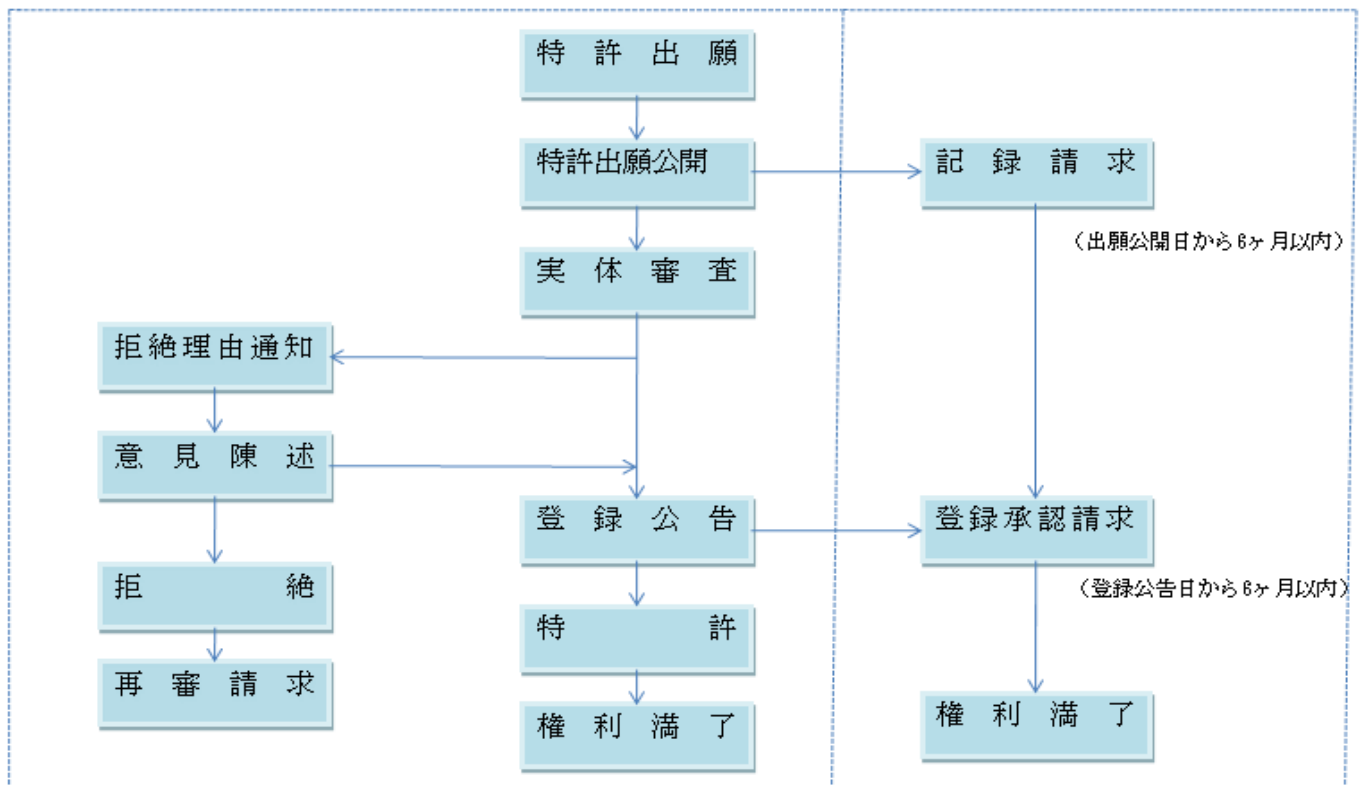 特許出願
特許出願公開
記録請求
（出願公開日から6ヶ月以内）
実体審査
拒絶理由通知
意見陳述
登録公告
登録承認請求
拒絶
（登録公告日から6ヶ月以内）
特許
再審請求
権利満了
権利満了